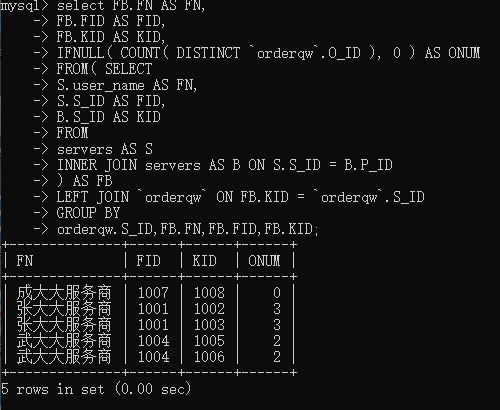 mysql> select FB.FN AS FN,
-> FB.FID AS FID,
-> FB.KID AS KID,
-> IFNULL( COUNT( DISTINCT `orderqw`.O_ID ), 0 ) AS ONUM
-> FROM( SELECT
-> S.user_name AS FN,
-> S.S_ID AS FID,
-> B.S_ID AS KID
-> FROM
-> servers AS S
-> INNER JOIN servers AS B ON S.S_ID = B.P_ID
-> ) AS FB
-> LEFT JOIN `orderqw` ON FB.KID = `orderqw`.S_ID
-> GROUP BY
-> orderqw.S_ID,FB.FN,FB.FID,FB.KID;
+----------------+------+------+------+
| FN | FID | KID | ONUM |
+----------------+------+------+------+
| 成大大服务商 | 1007 | 1008 | 0 |
| 张大大服务商 | 1001 | 1002 | 3 |
| 张大大服务商 | 1001 | 1003 | 3 |
| 武大大服务商 | 1004 | 1005 | 2 |
| 武大大服务商 | 1004 | 1006 | 2 |
+----------------+------+------+------+
5 rows in set (0.00 sec)